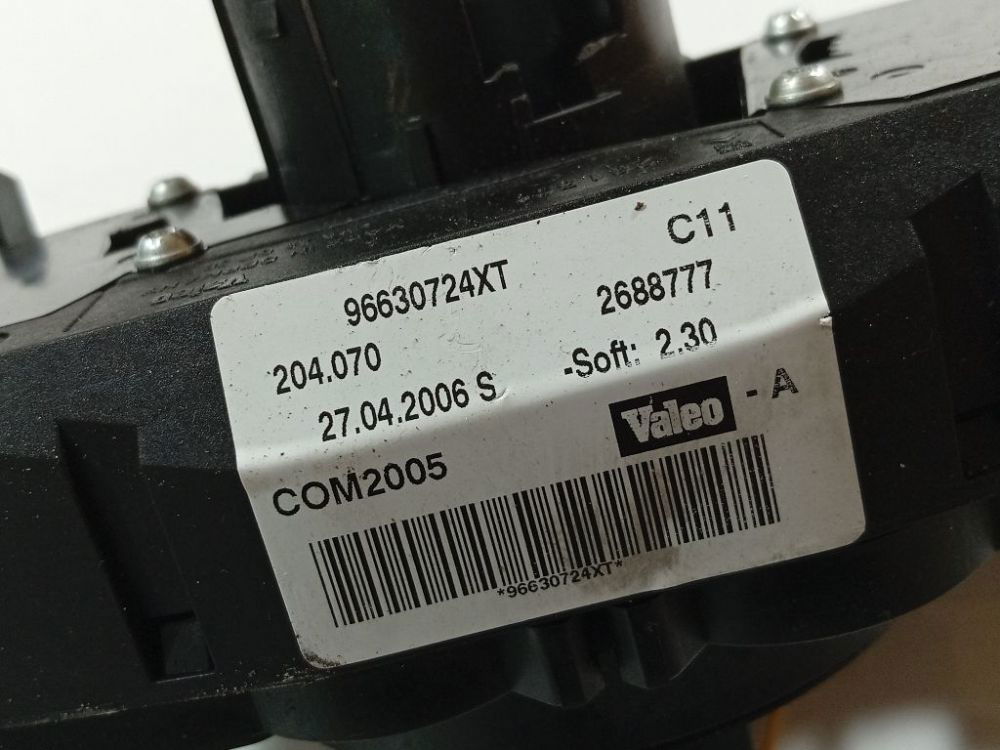 C11
96630724XT 2688777
204.070 -Soft: 2.30
27.04.2006 S
Valeo - A
COM2005
*96630724XT*